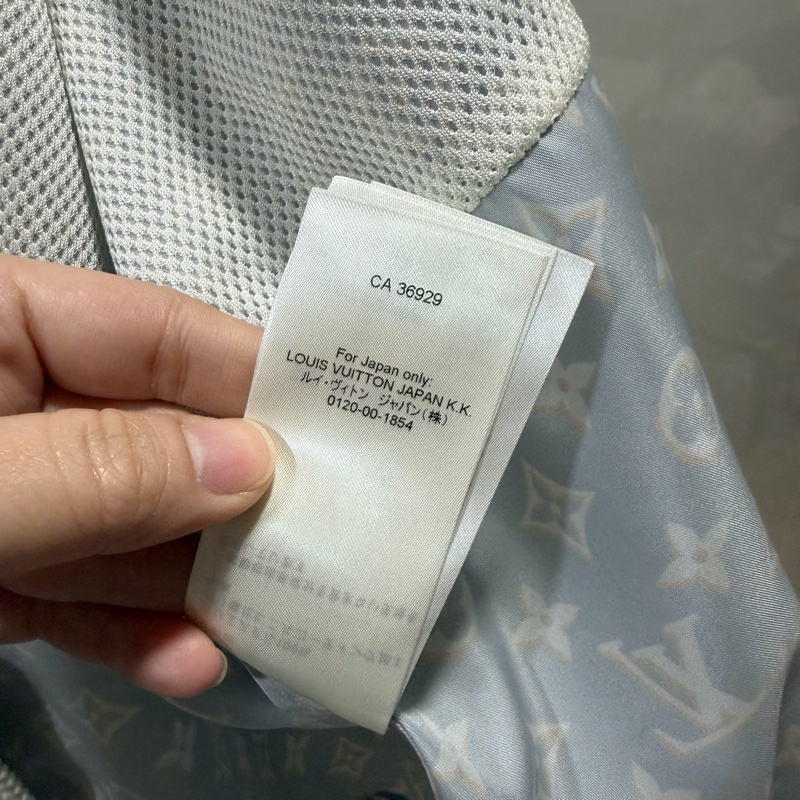 CA 36929
For Japan only:
LOUIS VUITTON JAPAN K.K.
ルイ・ヴィトン ジャパン(株)
0120-00-1854